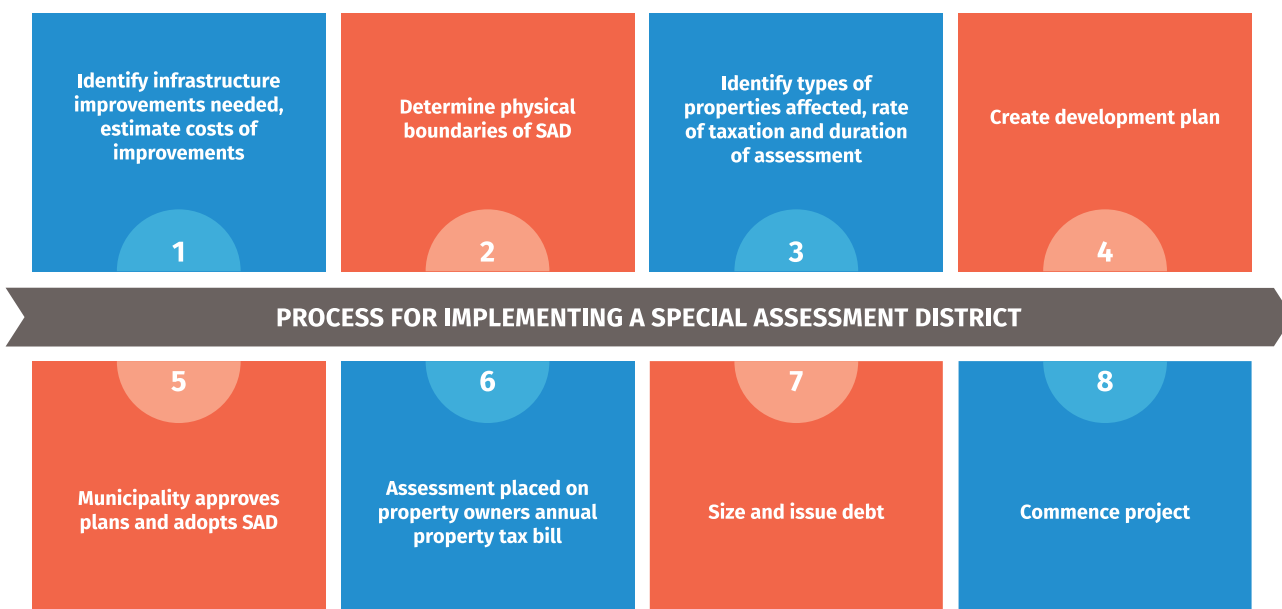 Identify infrastructure
improvements needed,
estimate costs of
improvements
1
Determine physical
boundaries of SAD
2
Identify types of
properties affected, rate
of taxation and duration
of assessment
3
Create development plan
4
PROCESS FOR IMPLEMENTING A SPECIAL ASSESSMENT DISTRICT
5
Municipality approves
plans and adopts SAD
6
Assessment placed on
property owners annual
property tax bill
7
Size and issue debt
8
Commence project